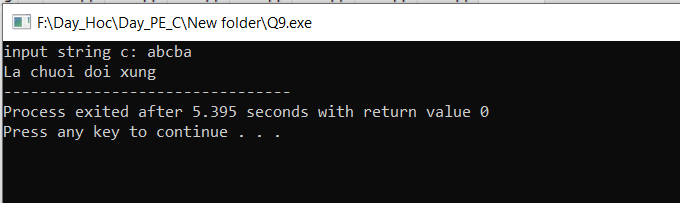 F:\Day_Hoc\Day_PE_C\New folder\Q9.exe
input string c: abcba
La chuoi doi xung
--------------------------------
Process exited after 5.395 seconds with return value 0
Press any key to continue . . .